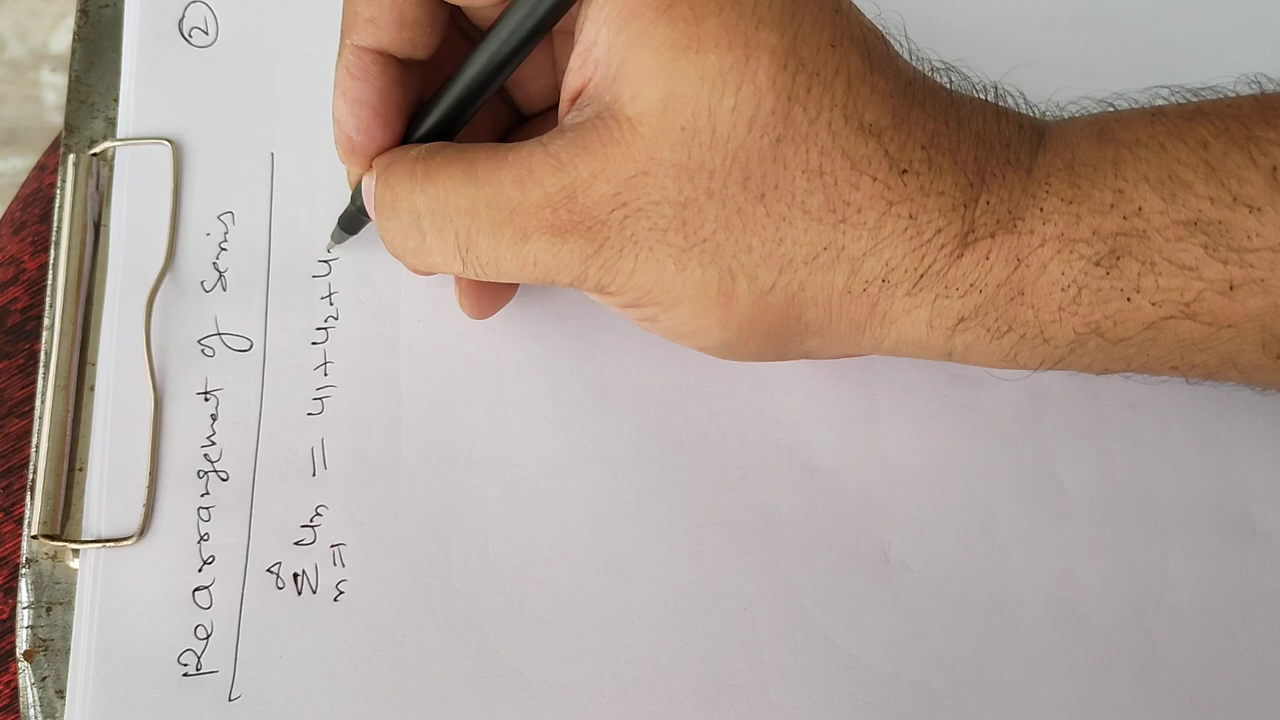 ②
Rearrangement of Series
∞
Σ un = u1+u2+u
n=1